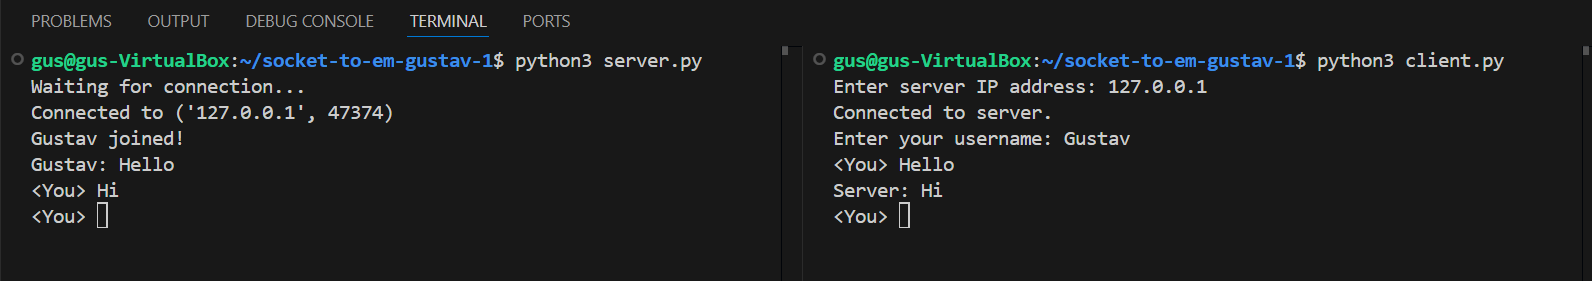 PROBLEMS OUTPUT DEBUG CONSOLE TERMINAL PORTS
gus@gus-VirtualBox:~/socket-to-em-gustav-1$ python3 server.py
Waiting for connection...
Connected to ('127.0.0.1', 47374)
Gustav joined!
Gustav: Hello
<You> Hi
<You>
gus@gus-VirtualBox:~/socket-to-em-gustav-1$ python3 client.py
Enter server IP address: 127.0.0.1
Connected to server.
Enter your username: Gustav
<You> Hello
Server: Hi
<You>